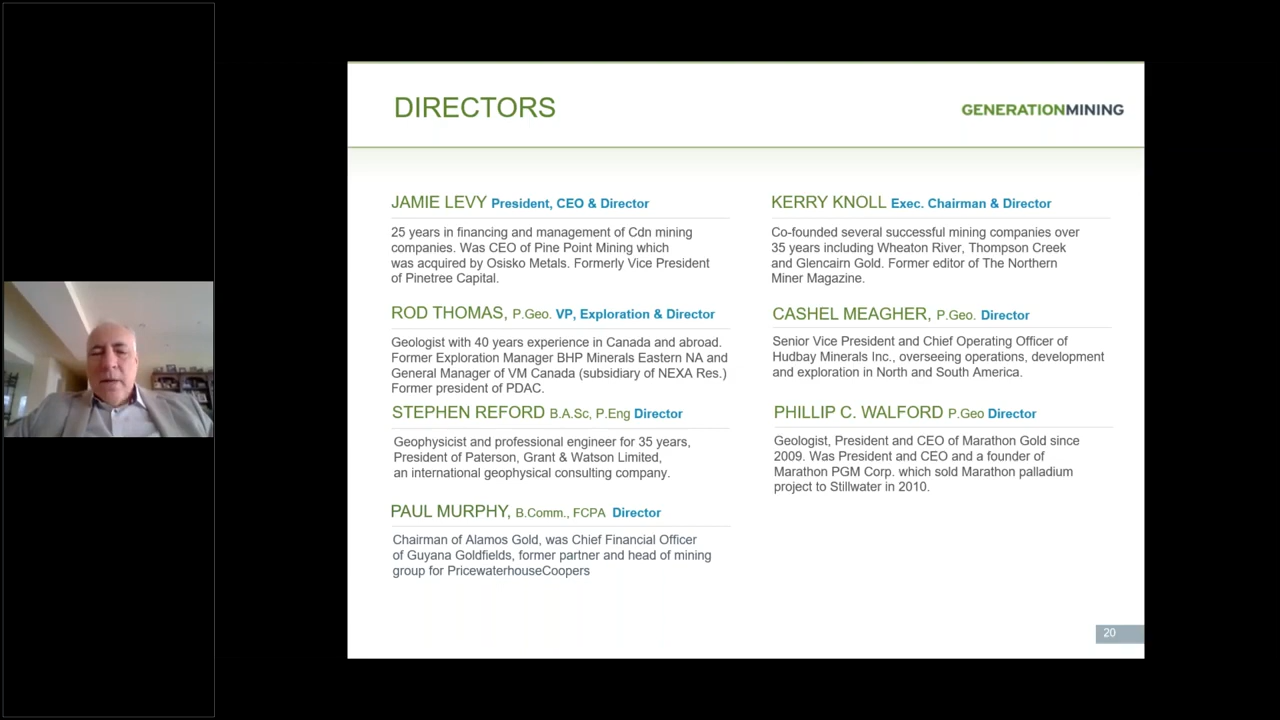 DIRECTORS
GENERATIONMINING
JAMIE LEVY President, CEO & Director
25 years in financing and management of Cdn mining
companies. Was CEO of Pine Point Mining which
was acquired by Osisko Metals. Formerly Vice President
of Pinetree Capital.
KERRY KNOLL Exec. Chairman & Director
Co-founded several successful mining companies over
35 years including Wheaton River, Thompson Creek
and Glencairn Gold. Former editor of The Northern
Miner Magazine.
ROD THOMAS, P.Geo. VP, Exploration & Director
Geologist with 40 years experience in Canada and abroad.
Former Exploration Manager BHP Minerals Eastern NA and
General Manager of VM Canada (subsidiary of NEXA Res.)
Former president of PDAC.
CASHEL MEAGHER, P.Geo. Director
Senior Vice President and Chief Operating Officer of
Hudbay Minerals Inc., overseeing operations, development
and exploration in North and South America.
STEPHEN REFORD B.A.Sc, P.Eng Director
Geophysicist and professional engineer for 35 years,
President of Paterson, Grant & Watson Limited,
an international geophysical consulting company.
PHILLIP C. WALFORD P.Geo Director
Geologist, President and CEO of Marathon Gold since
2009. Was President and CEO and a founder of
Marathon PGM Corp. which sold Marathon palladium
project to Stillwater in 2010.
PAUL MURPHY, B.Comm., FCPA Director
Chairman of Alamos Gold, was Chief Financial Officer
of Guyana Goldfields, former partner and head of mining
group for PricewaterhouseCoopers
20